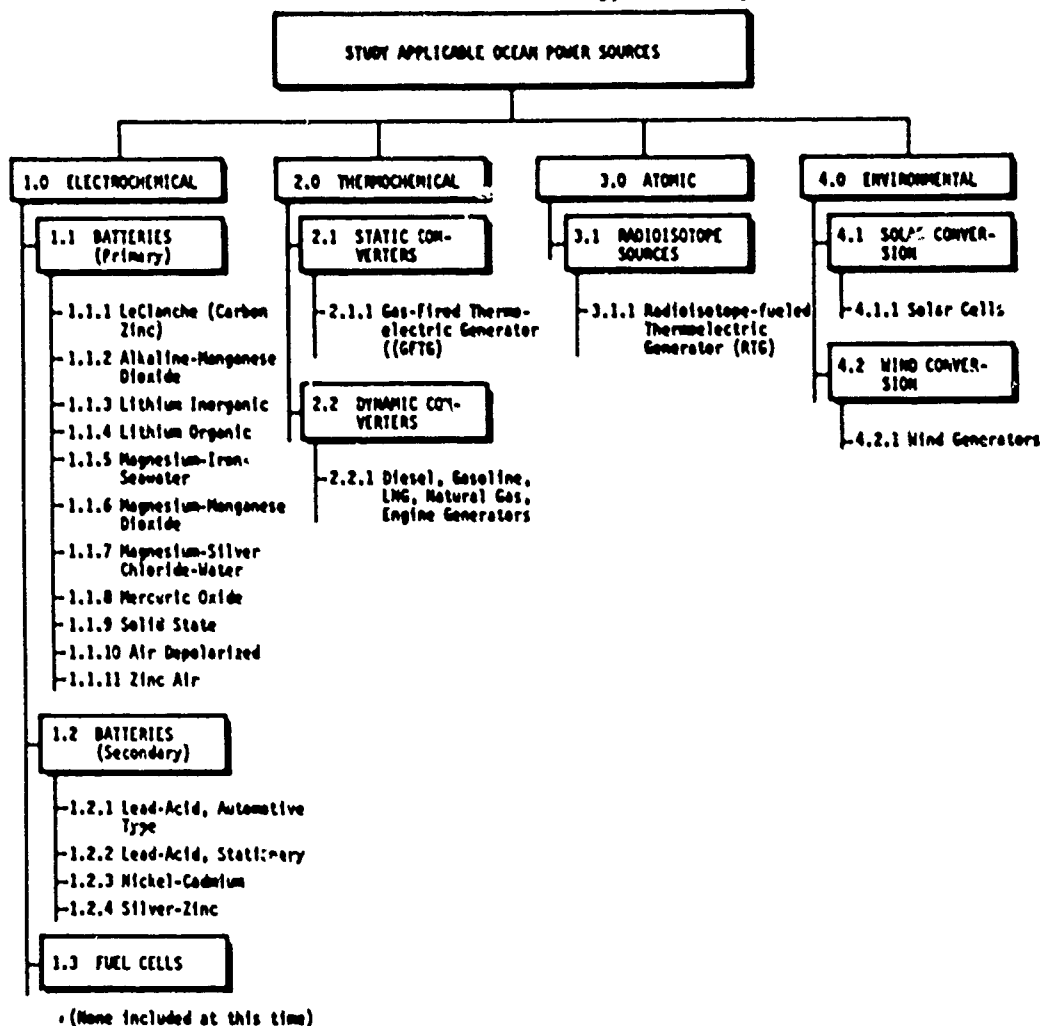 STUDY APPLICABLE OCEAN POWER SOURCES
1.0 ELECTROCHEMICAL
1.1 BATTERIES
(Primary)
1.1.1 LeClanche (Carbon
Zinc)
1.1.2 Alkaline-Manganese
Dioxide
1.1.3 Lithium Inorganic
1.1.4 Lithium Organic
1.1.5 Magnesium-Iron-
Seawater
1.1.6 Magnesium-Manganese
Dioxide
1.1.7 Magnesium-Silver
Chloride-Water
1.1.8 Mercuric Oxide
1.1.9 Solid State
1.1.10 Air Depolarized
1.1.11 Zinc Air
1.2 BATTERIES
(Secondary)
1.2.1 Lead-Acid, Automotive
Type
1.2.2 Lead-Acid, Stationary
1.2.3 Nickel-Cadmium
1.2.4 Silver-Zinc
1.3 FUEL CELLS
(None included at this time)
2.0 THERMOCHEMICAL
2.1 STATIC CON-
VERTERS
2.1.1 Gas-Fired Thermo-
electric Generator
((GFTG)
2.2 DYNAMIC CON-
VERTERS
2.2.1 Diesel, Gasoline,
LNG, Natural Gas,
Engine Generators
3.0 ATOMIC
3.1 RADIOISOTOPE
SOURCES
3.1.1 Radioisotope-fueled
Thermoelectric
Generator (RTG)
4.0 ENVIRONMENTAL
4.1 SOLAR CONVER-
SION
4.1.1 Solar Cells
4.2 WIND CONVER-
SION
4.2.1 Wind Generators